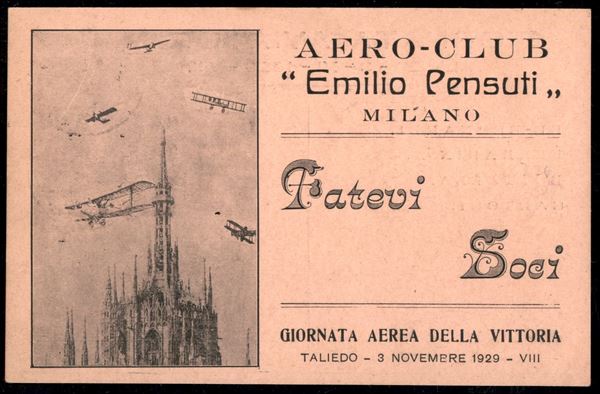 AERO-CLUB
"Emilio Pensuti„
MILANO
Fatevi
Soci
GIORNATA AEREA DELLA VITTORIA
TALIEDO - 3 NOVEMBRE 1929 - VIII